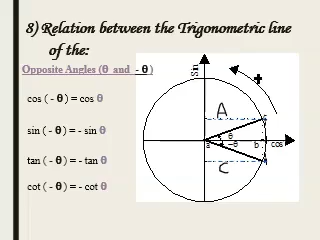 8) Relation between the Trigonometric line
of the:
Opposite Angles (θ and - θ )
cos ( - θ ) = cos θ
sin ( - θ ) = - sin θ
tan ( - θ ) = - tan θ
cot ( - θ ) = - cot θ
Sin
+
A
θ
-θ
b
cos
C